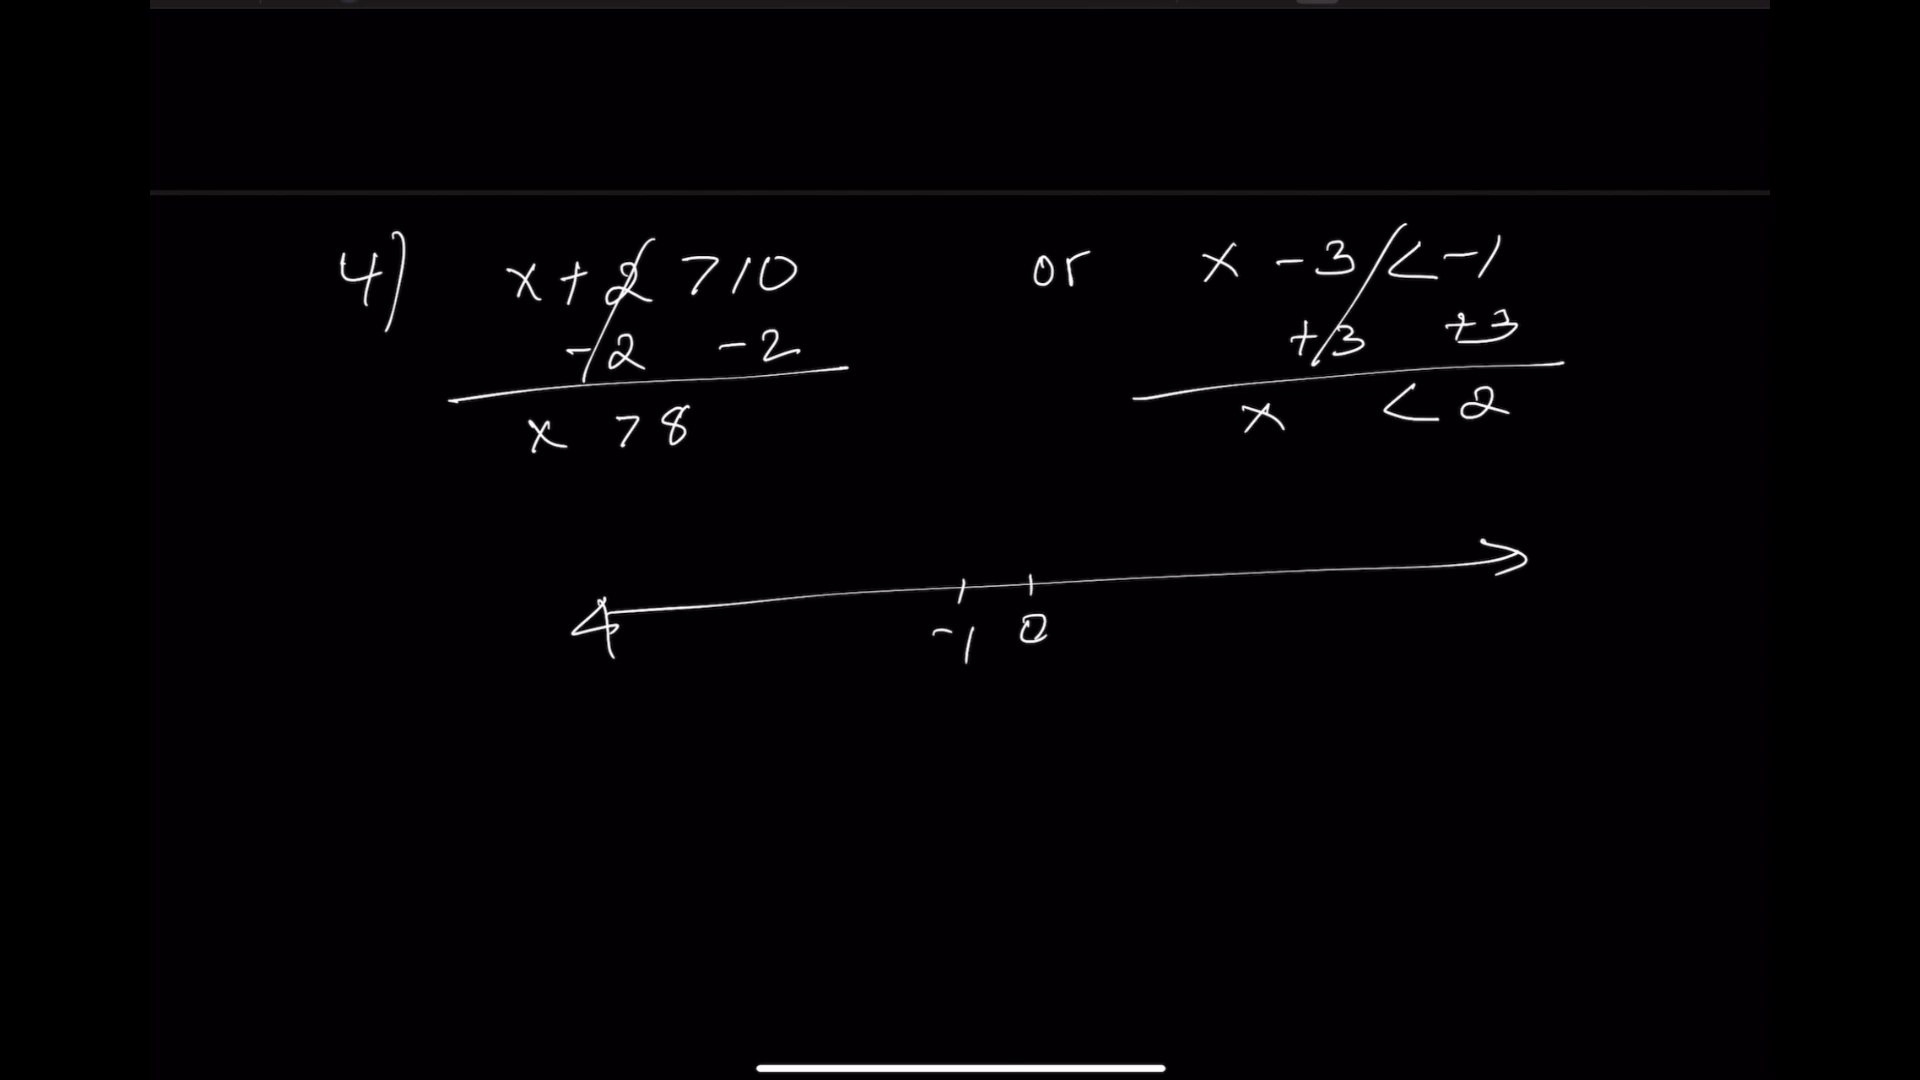 4) x + 2 > 10 or x - 3 < -1
-2 -2 +3 +3
x > 8 x < 2
-1 0